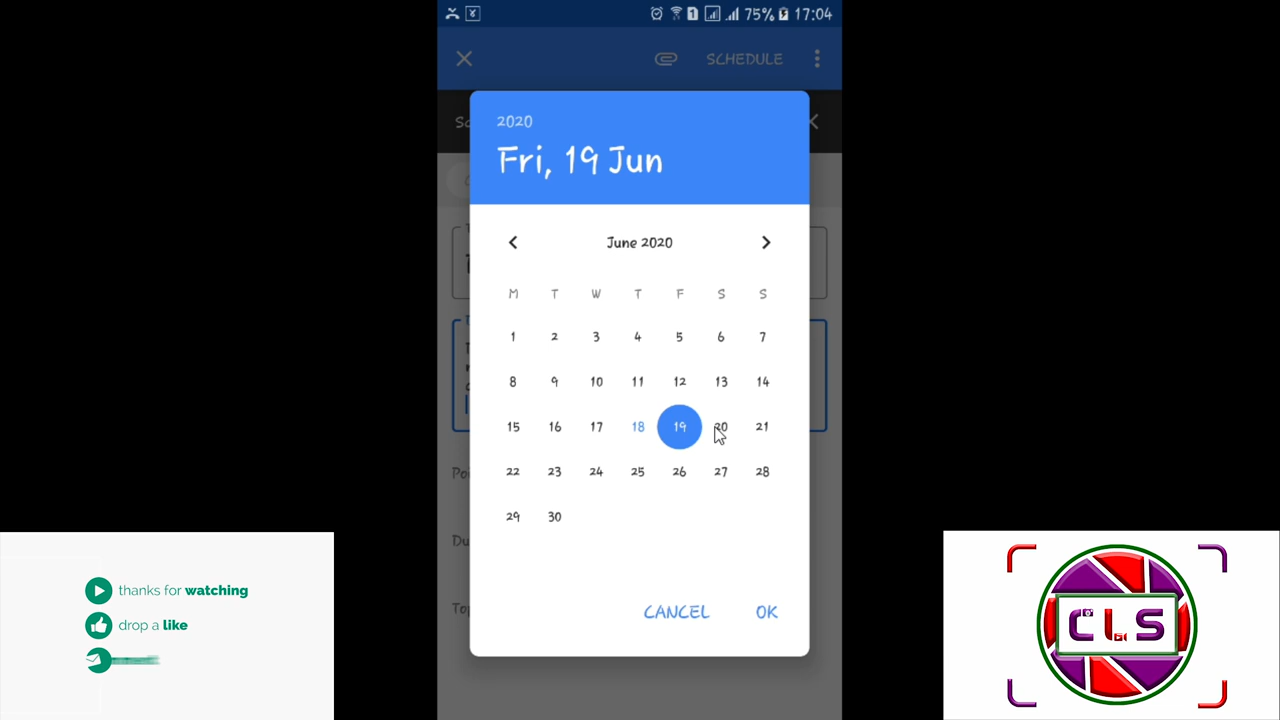 75% 17:04
SCHEDULE
2020
Fri, 19 Jun
June 2020
M T W T F S S
1 2 3 4 5 6 7
8 9 10 11 12 13 14
15 16 17 18 19 20 21
22 23 24 25 26 27 28
29 30
CANCEL OK
thanks for watching
drop a like
CLS